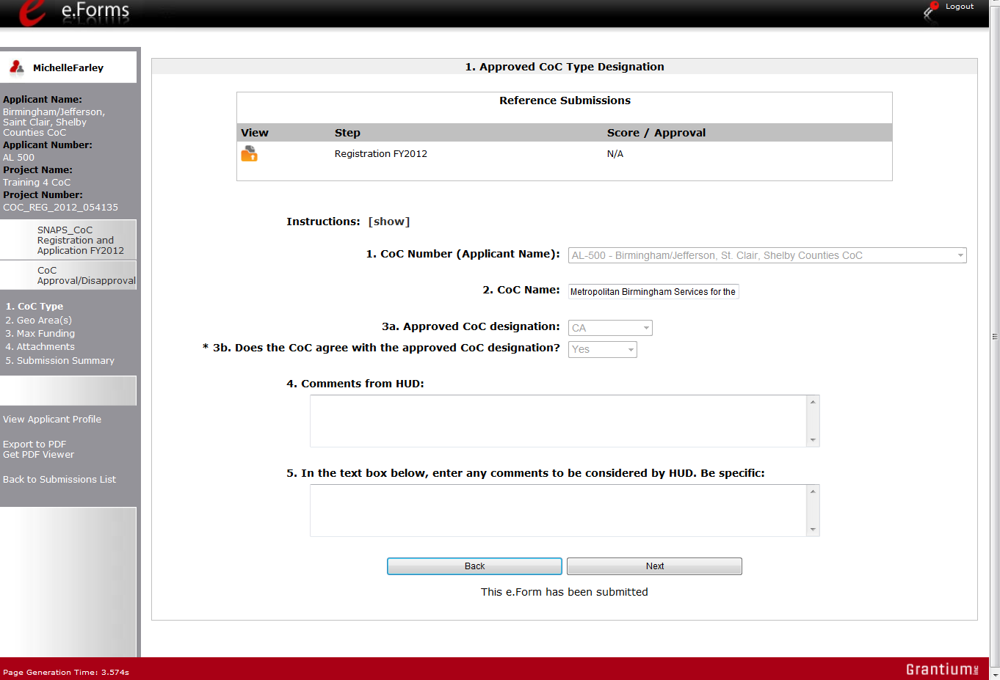 e.Forms
Logout
MichelleFarley
Applicant Name:
Birmingham/Jefferson,
Saint Clair, Shelby
Counties CoC
Applicant Number:
AL 500
Project Name:
Training 4 CoC
Project Number:
COC_REG_2012_054135
SNAPS_CoC
Registration and
Application FY2012
CoC
Approval/Disapproval
1. CoC Type
2. Geo Area(s)
3. Max Funding
4. Attachments
5. Submission Summary
View Applicant Profile
Export to PDF
Get PDF Viewer
Back to Submissions List
1. Approved CoC Type Designation
Reference Submissions
View Step Score / Approval
Registration FY2012 N/A
Instructions: [show]
1. CoC Number (Applicant Name): AL-500 - Birmingham/Jefferson, St. Clair, Shelby Counties CoC
2. CoC Name: Metropolitan Birmingham Services for the
3a. Approved CoC designation: CA
* 3b. Does the CoC agree with the approved CoC designation? Yes
4. Comments from HUD:
5. In the text box below, enter any comments to be considered by HUD. Be specific:
Back Next
This e.Form has been submitted
Page Generation Time: 3.574s
Grantium INC